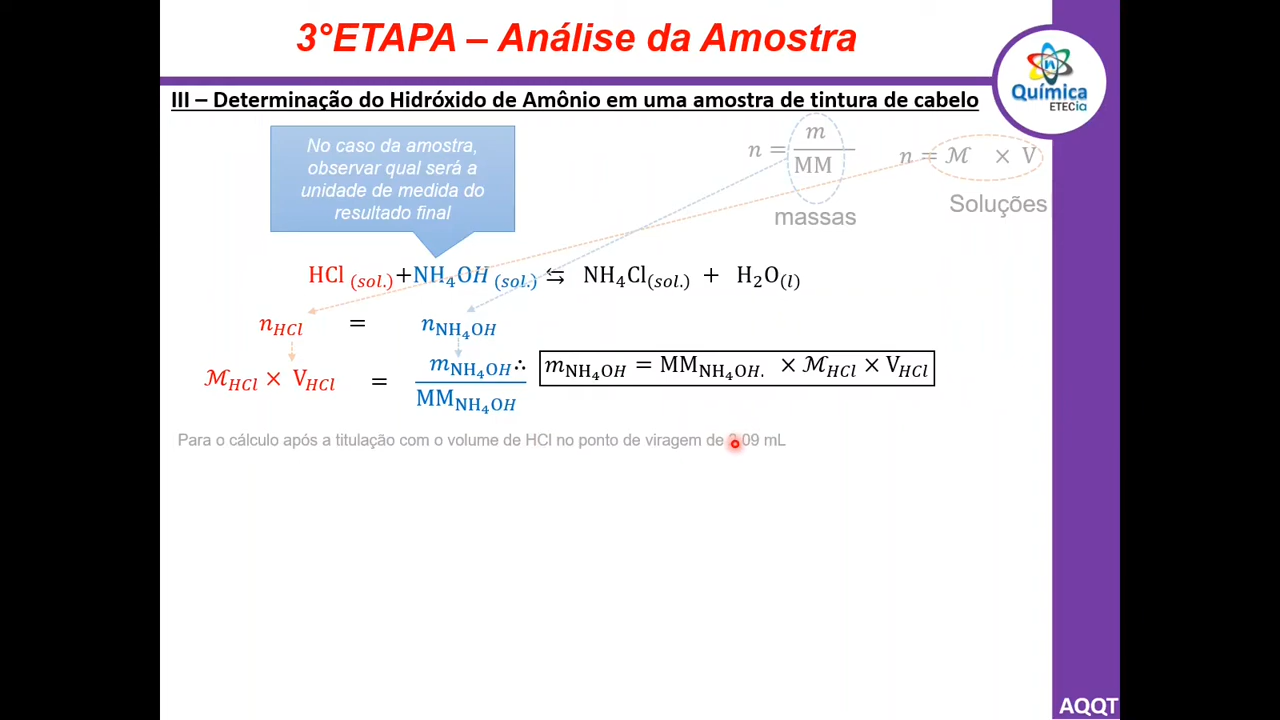 3°ETAPA – Análise da Amostra
Química
ETECia
III – Determinação do Hidróxido de Amônio em uma amostra de tintura de cabelo
No caso da amostra,
observar qual será a
unidade de medida do
resultado final
n = m / MM
massas
n = ℳ × V
Soluções
HCl (sol.) + NH₄OH (sol.) ⇆ NH₄Cl(sol.) + H₂O(l)
n_HCl = n_NH₄OH
ℳ_HCl × V_HCl = m_NH₄OH / MM_NH₄OH ∴ m_NH₄OH = MM_NH₄OH. × ℳ_HCl × V_HCl
Para o cálculo após a titulação com o volume de HCl no ponto de viragem de mL
AQQT